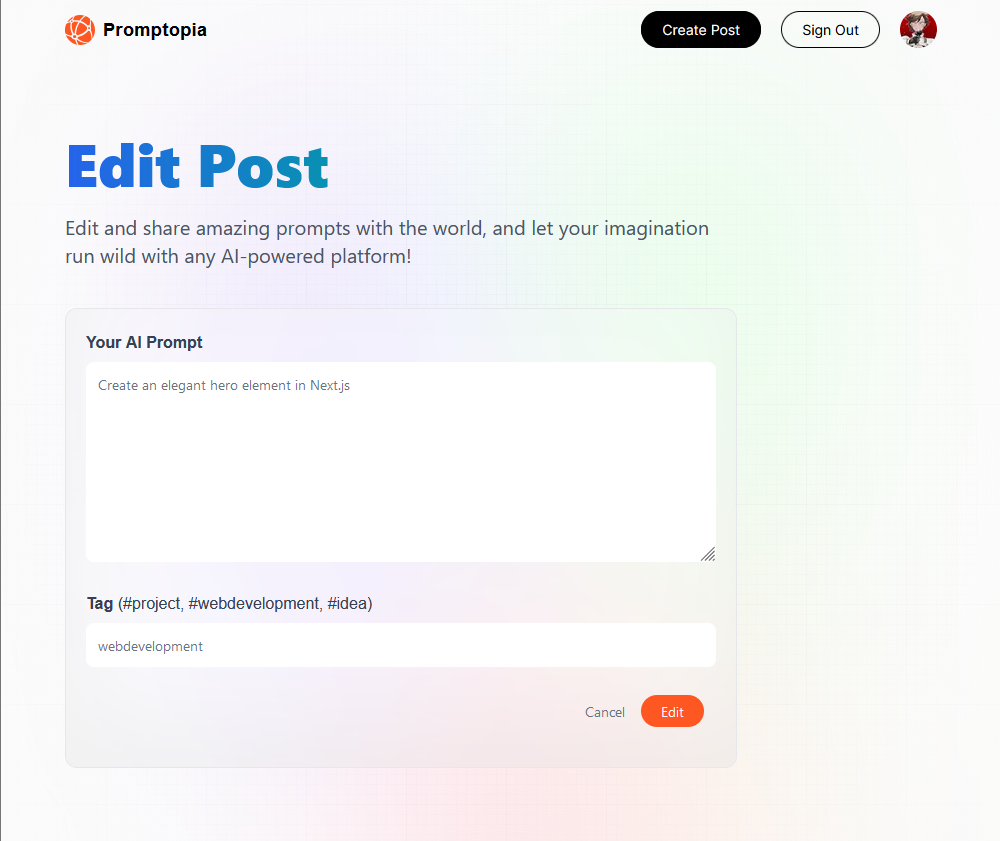 Promptopia
Create Post
Sign Out
Edit Post
Edit and share amazing prompts with the world, and let your imagination
run wild with any AI-powered platform!
Your AI Prompt
Create an elegant hero element in Next.js
Tag (#project, #webdevelopment, #idea)
webdevelopment
Cancel
Edit